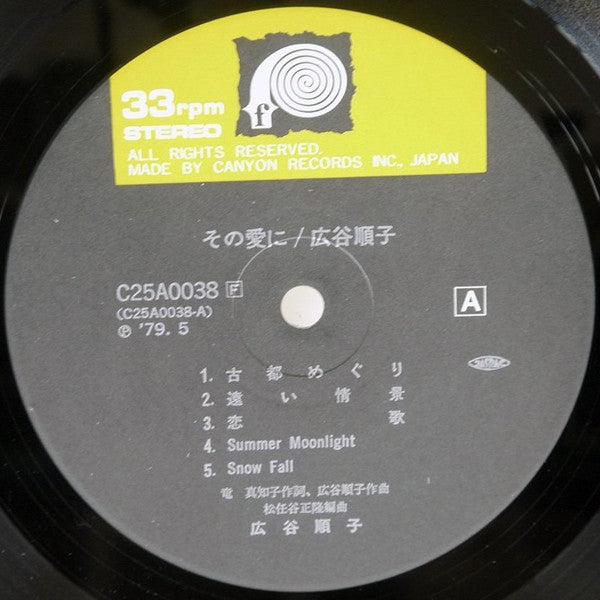 f
33rpm
STEREO
ALL RIGHTS RESERVED.
MADE BY CANYON RECORDS INC., JAPAN
その愛に / 広谷順子
C25A0038 F
(C25A0038-A)
Ⓟ '79. 5
A
1. 古都めぐり
2. 遠い情景
3. 恋歌
4. Summer Moonlight
5. Snow Fall
竜 真知子作詞、広谷順子作曲
松任谷正隆編曲
広谷順子